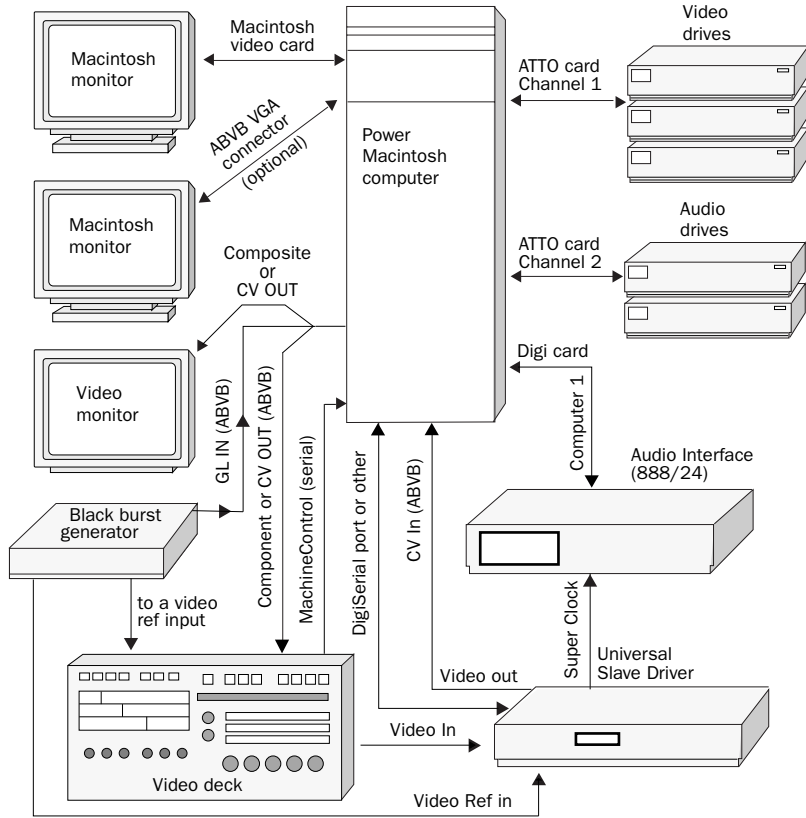 Macintosh
monitor
Macintosh
video card
Video
drives
ATTO card
Channel 1
ABVB VGA
connector
(optional)
Power
Macintosh
computer
Macintosh
monitor
Audio
drives
ATTO card
Channel 2
Composite
or
CV OUT
Video
monitor
Digi card
Computer 1
GL IN (ABVB)
Component or CV OUT (ABVB)
MachineControl (serial)
DigiSerial port or other
CV In (ABVB)
Audio Interface
(888/24)
Black burst
generator
to a video
ref input
Super Clock
Universal
Slave Driver
Video out
Video In
Video deck
Video Ref in